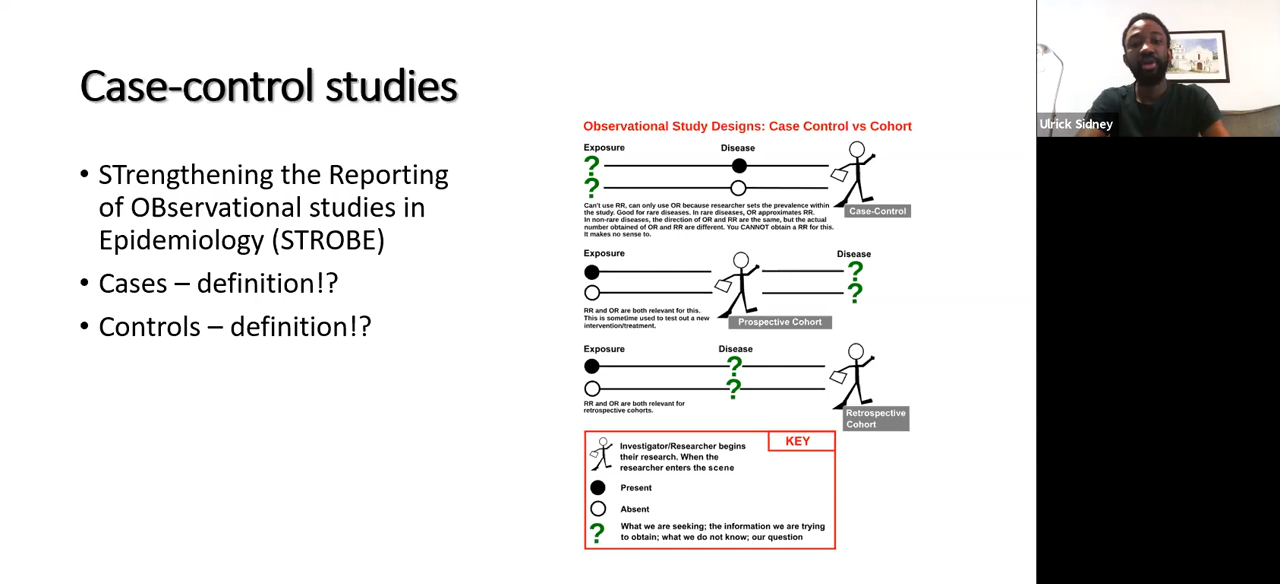 Case-control studies
• STrengthening the Reporting
of OBservational studies in
Epidemiology (STROBE)
• Cases – definition!?
• Controls – definition!?
Observational Study Designs: Case Control vs Cohort
Exposure Disease
?
?
Can't use RR, can only use OR because researcher sets the prevalence within
the study. Good for rare diseases. In rare diseases, OR approximates RR.
In non-rare diseases, the direction of OR and RR are the same, but the actual
number obtained of OR and RR are different. You CANNOT obtain a RR for this.
It makes no sense to.
Case-Control
Exposure Disease
?
?
RR and OR are both relevant for this.
This is sometime used to test out a new
intervention/treatment.
Prospective Cohort
Exposure Disease
?
?
RR and OR are both relevant for
retrospective cohorts.
Retrospective
Cohort
KEY
Investigator/Researcher begins
their research. When the
researcher enters the scene
Present
Absent
? What we are seeking; the information we are trying
to obtain; what we do not know; our question
Ulrick Sidney